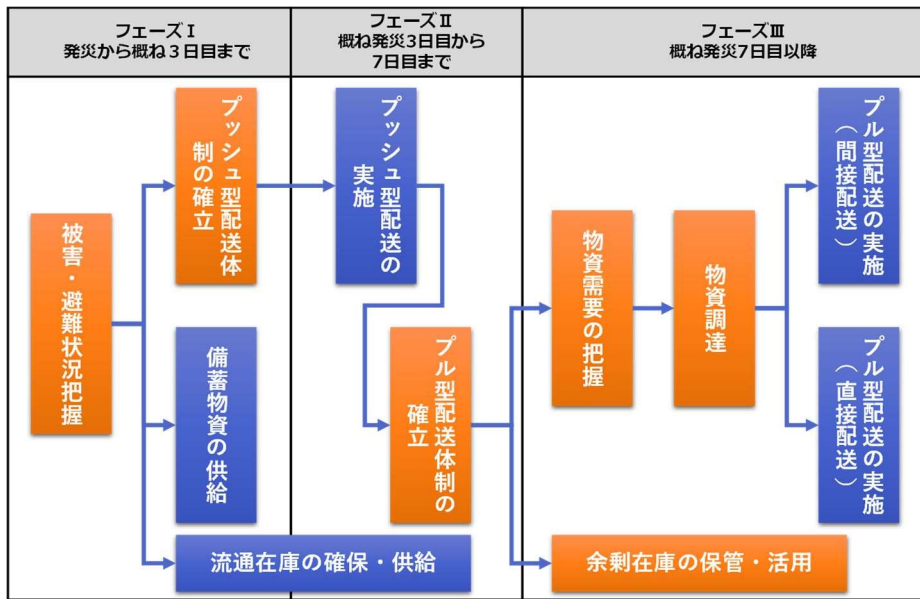 フェーズⅠ
発災から概ね３日目まで
フェーズⅡ
概ね発災3日目から
7日目まで
フェーズⅢ
概ね発災7日目以降
被害・避難状況把握
プッシュ型配送体
制の確立
備蓄物資の供給
流通在庫の確保・供給
プッシュ型配送の
実施
プル型配送体制の
確立
物資需要の把握
物資調達
プル型配送の実施
（間接配送）
プル型配送の実施
（直接配送）
余剰在庫の保管・活用